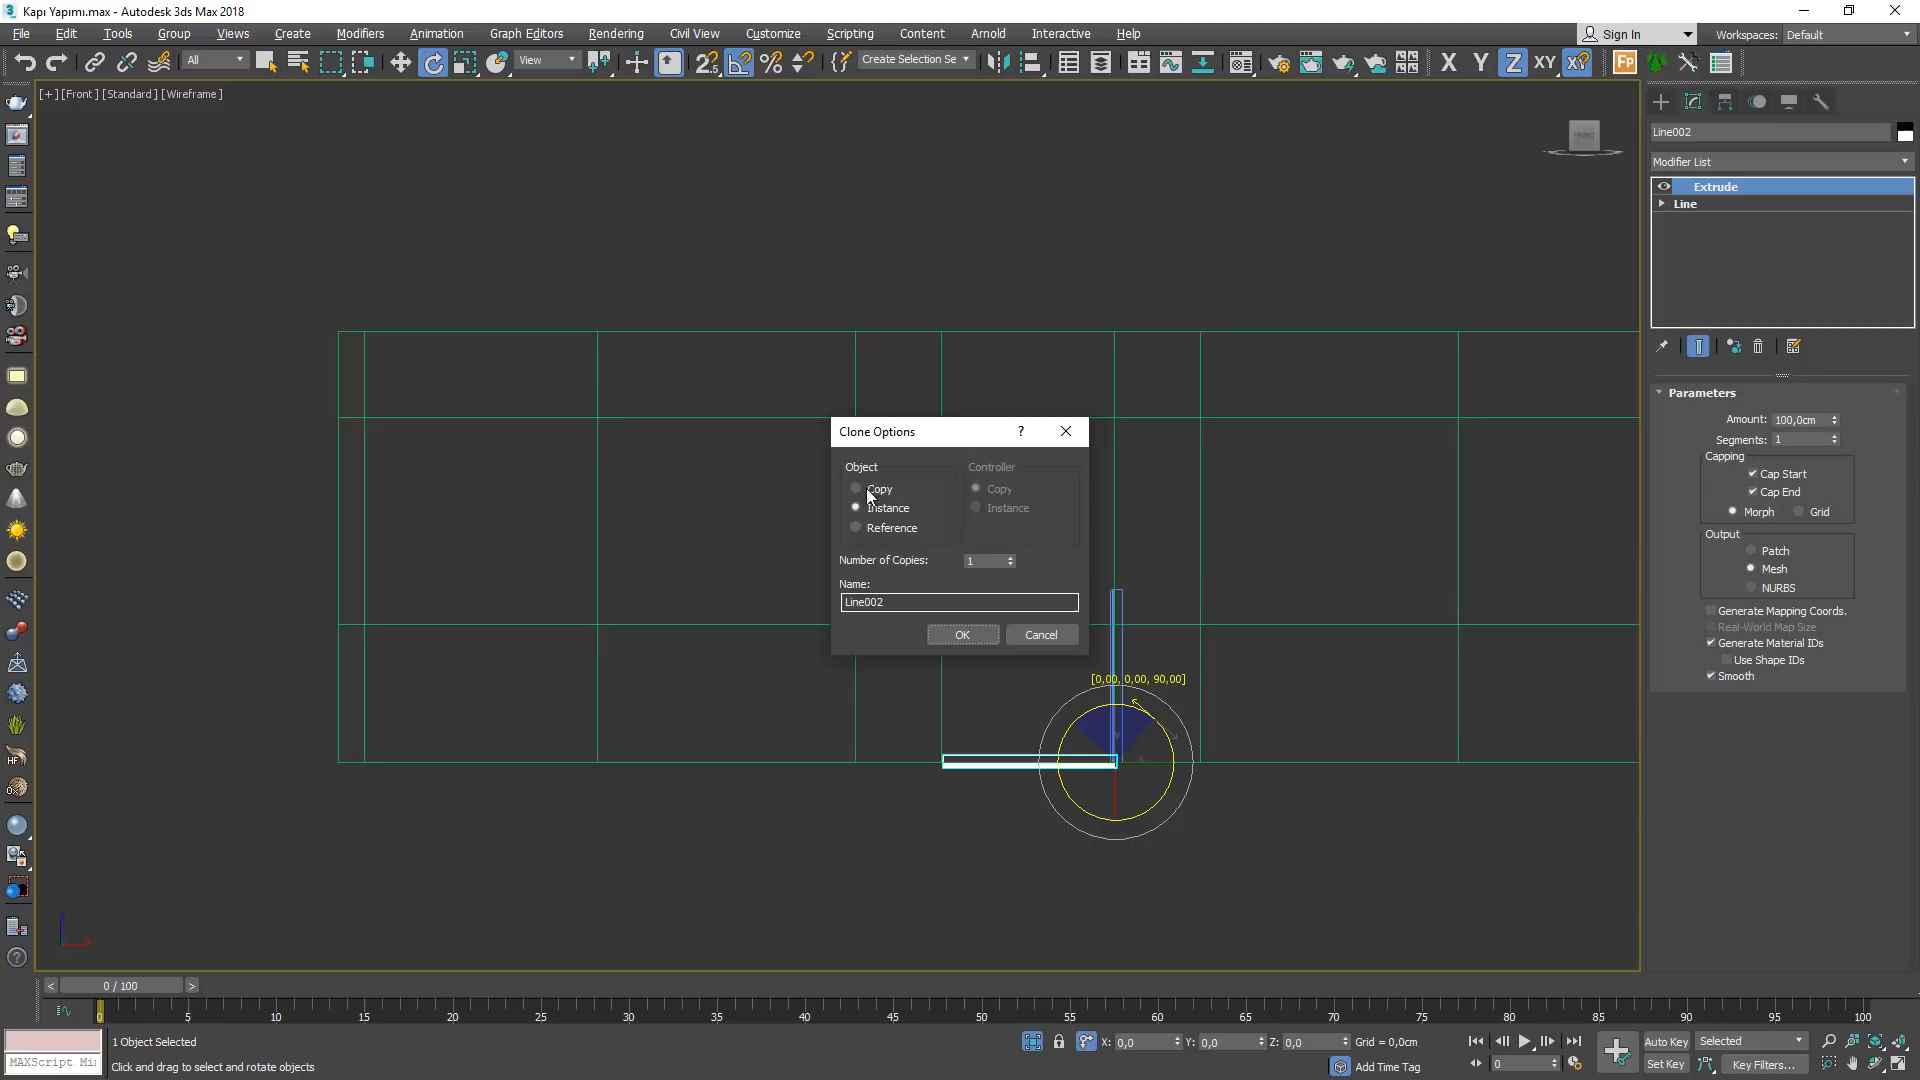 Kapı Yapımı.max - Autodesk 3ds Max 2018
File Edit Tools Group Views Create Modifiers Animation Graph Editors Rendering Civil View Customize Scripting Content Arnold Interactive Help
Sign In
Workspaces: Default
All
View
Create Selection Se
X Y Z XY
[+] [Front] [Standard] [Wireframe]
FRONT
Line002
Modifier List
Extrude
Line
Clone Options
Object
Controller
Copy
Copy
Instance
Instance
Reference
Number of Copies: 1
Name:
Line002
OK Cancel
[0,00, 0,00, 90,00]
Parameters
Amount: 100,0cm
Segments: 1
Capping
Cap Start
Cap End
Morph Grid
Output
Patch
Mesh
NURBS
Generate Mapping Coords.
Real-World Map Size
Generate Material IDs
Use Shape IDs
Smooth
< 0 / 100 >
0 5 10 15 20 25 30 35 40 45 50 55 60 65 70 75 80 85 90 95 100
1 Object Selected
X: 0,0 Y: 0,0 Z: 0,0 Grid = 0,0cm
Auto Key Selected
MAXScript Mi
Click and drag to select and rotate objects
Add Time Tag
0
Set Key Key Filters...